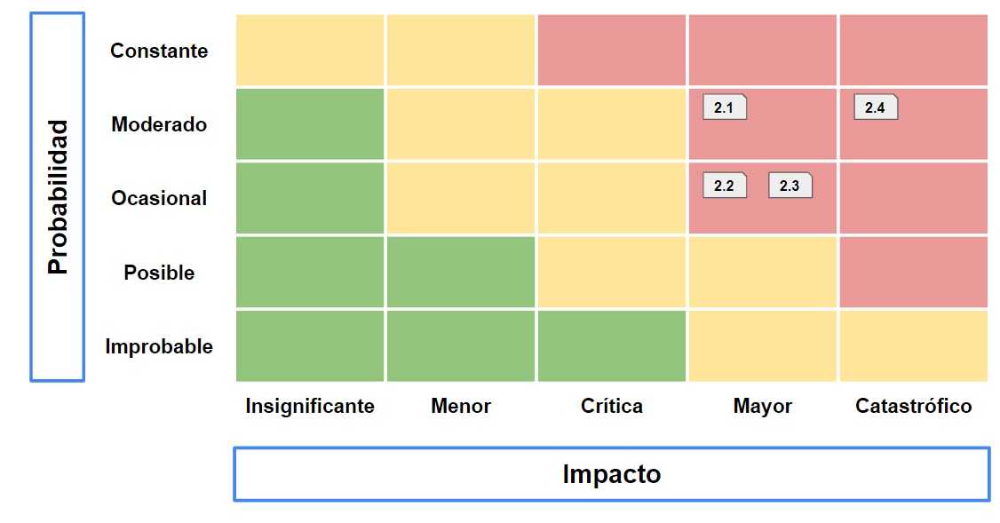 Probabilidad
Constante
Moderado
2.1
2.4
Ocasional
2.2
2.3
Posible
Improbable
Insignificante
Menor
Crítica
Mayor
Catastrófico
Impacto